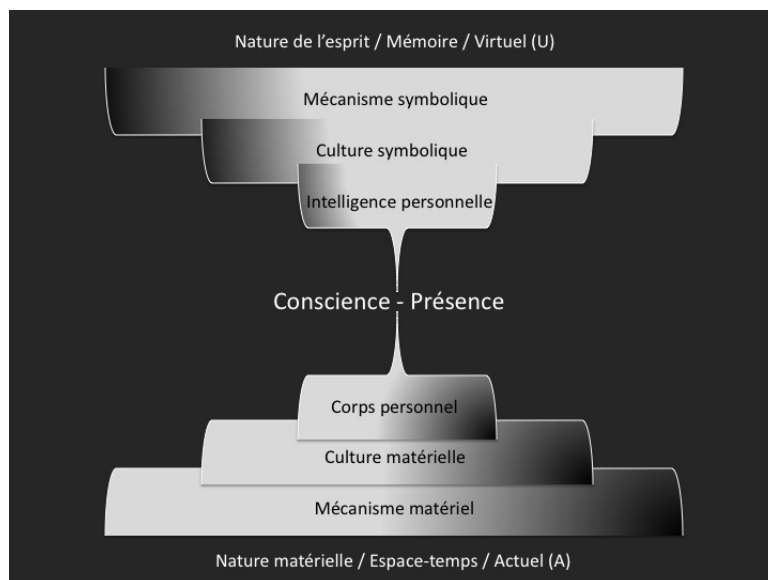 Nature de l’esprit / Mémoire / Virtuel (U)
Mécanisme symbolique
Culture symbolique
Intelligence personnelle
Conscience - Présence
Corps personnel
Culture matérielle
Mécanisme matériel
Nature matérielle / Espace-temps / Actuel (A)